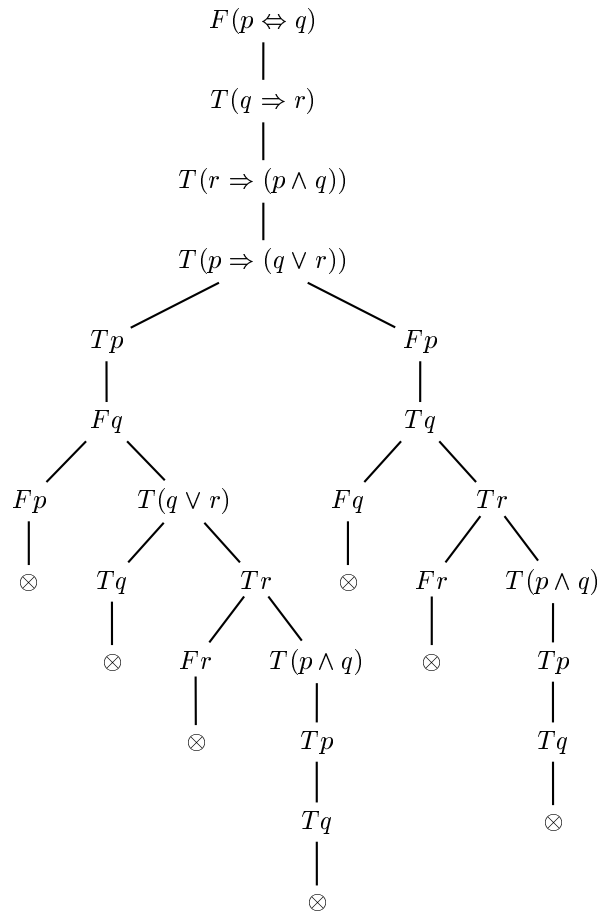 F(p ⇔ q)
T(q ⇒ r)
T(r ⇒ (p ∧ q))
T(p ⇒ (q ∨ r))
Tp Fp
Fq Tq
Fp T(q ∨ r) Fq Tr
⊗ Tq Tr ⊗ Fr T(p ∧ q)
⊗ Fr T(p ∧ q) ⊗ Tp
⊗ Tp Tq
Tq ⊗
⊗